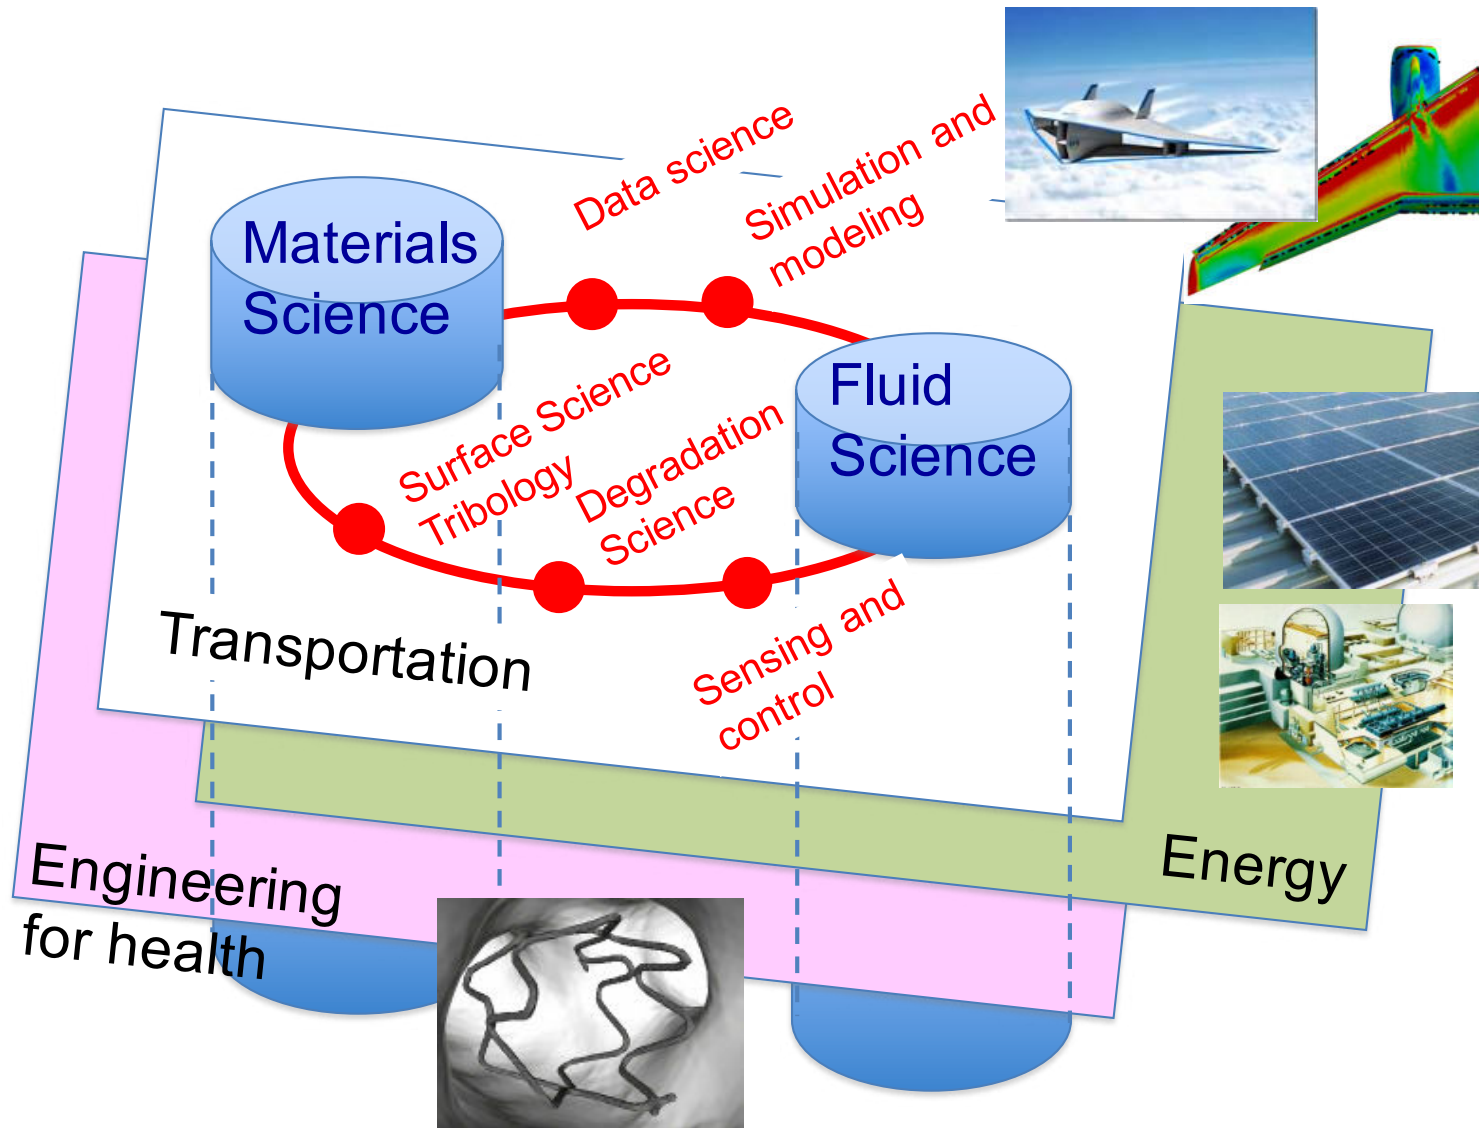 Data science
Simulation and
modeling
Materials
Science
Fluid
Science
Surface Science
Tribology
Degradation
Science
Sensing and
control
Transportation
Energy
Engineering
for health